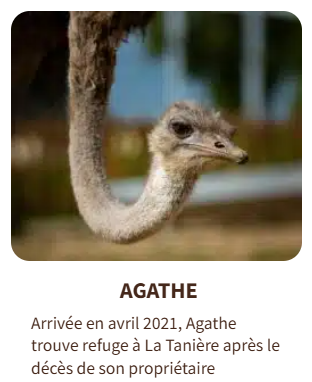 AGATHE
Arrivée en avril 2021, Agathe
trouve refuge à La Tanière après le
décès de son propriétaire